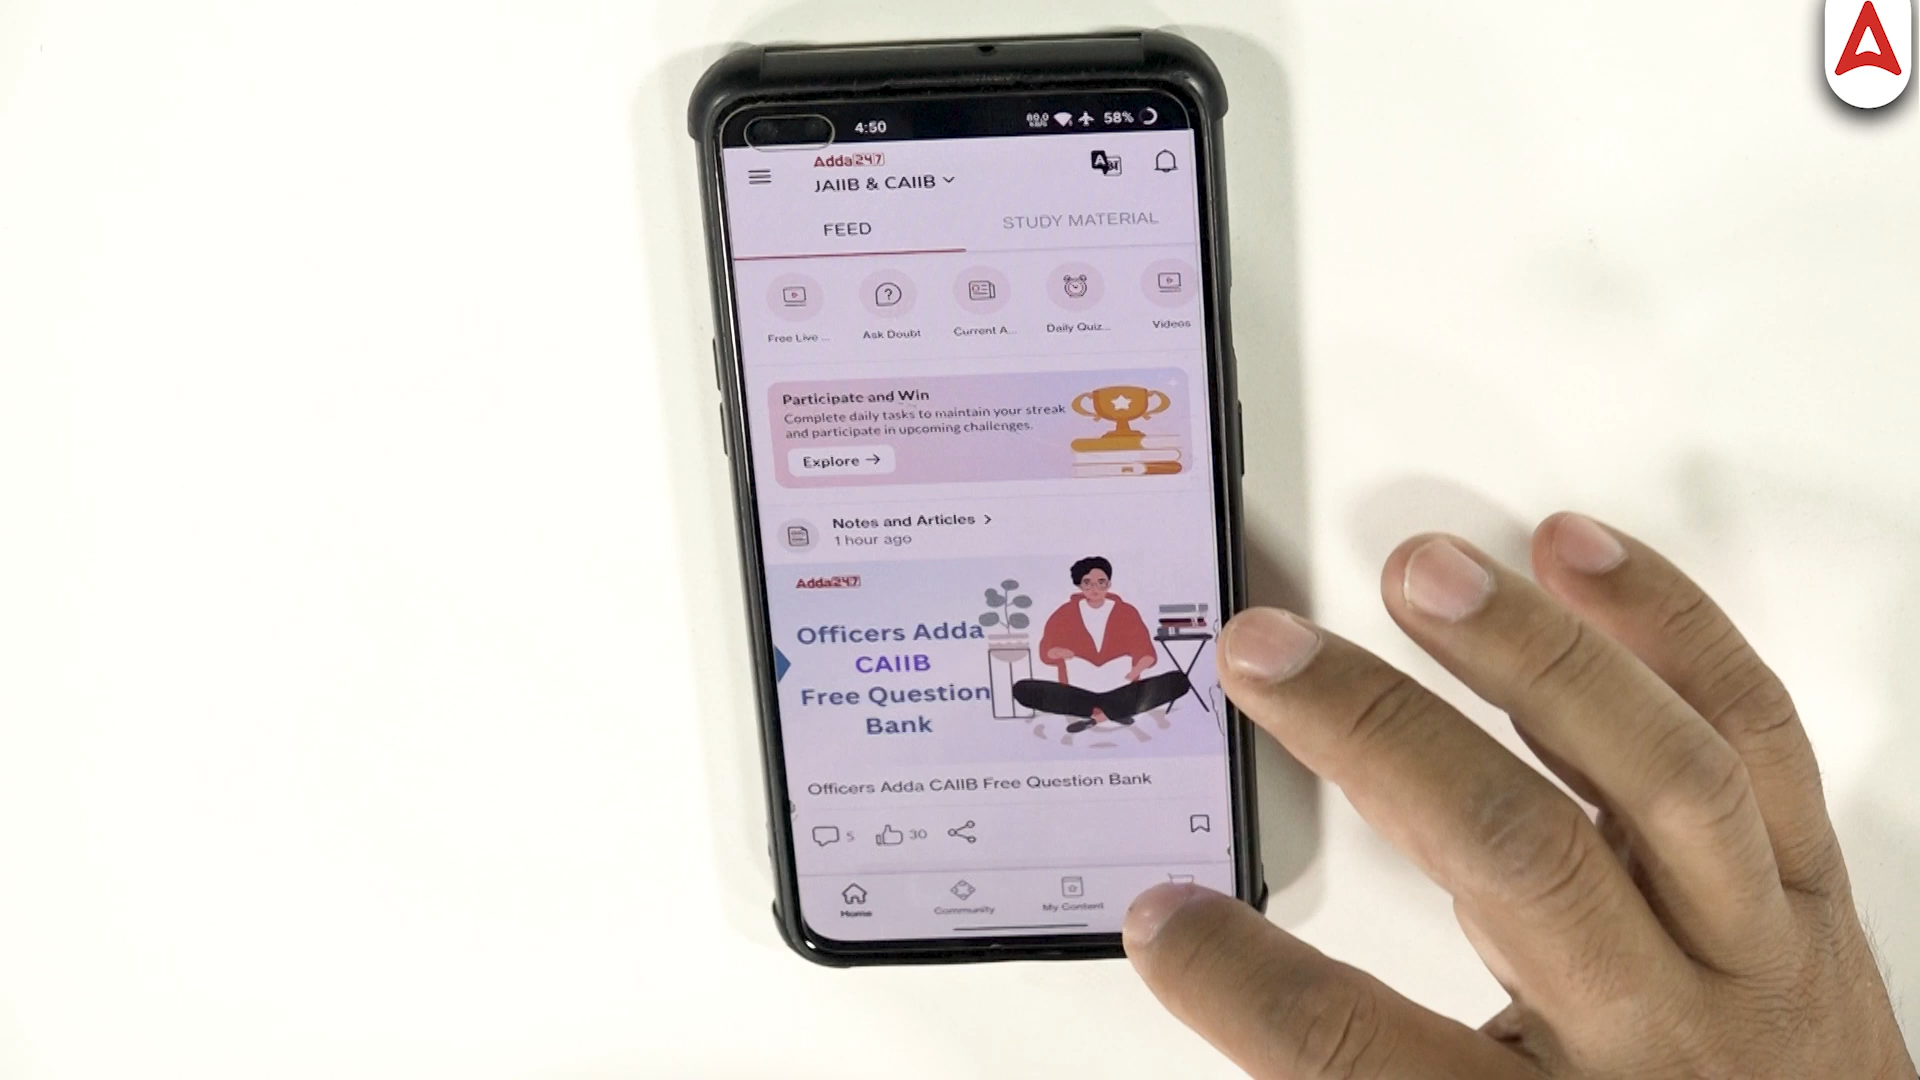 4:50
58%
Adda247
JAIIB & CAIIB
FEED
STUDY MATERIAL
Free Live ...
Ask Doubt
Current A...
Daily Quiz...
Videos
Participate and Win
Complete daily tasks to maintain your streak
and participate in upcoming challenges.
Explore →
Notes and Articles >
1 hour ago
Adda247
Officers Adda
CAIIB
Free Question
Bank
Officers Adda CAIIB Free Question Bank
5
30
Home
Community
My Content